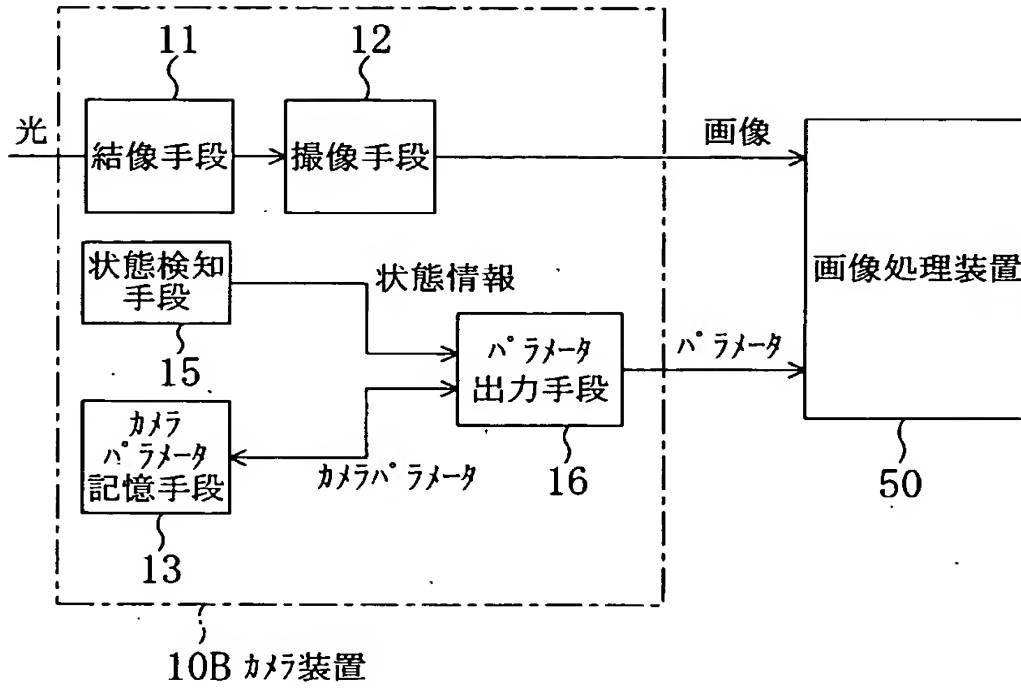 11
12
光
結像手段
撮像手段
画像
状態検知
手段
状態情報
15
画像処理装置
パラメータ
出力手段
パラメータ
16
50
カメラ
パラメータ
記憶手段
カメラパラメータ
13
10B カメラ装置